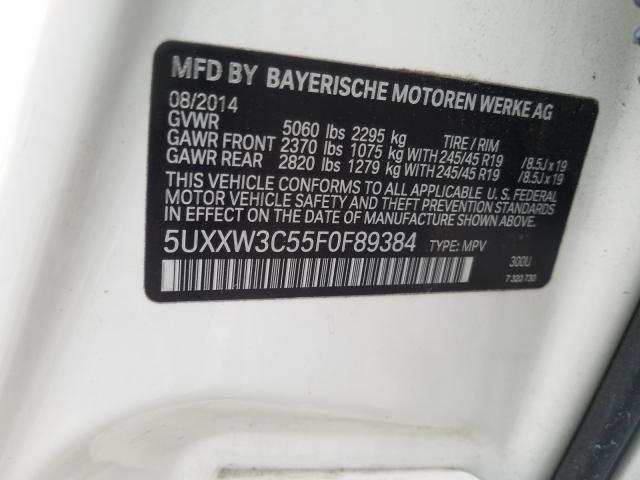 MFD BY BAYERISCHE MOTOREN WERKE AG
08/2014
GVWR 5060 lbs 2295 kg TIRE / RIM
GAWR FRONT 2370 lbs 1075 kg WITH 245/45 R19 /8.5J x 19
GAWR REAR 2820 lbs 1279 kg WITH 245/45 R19 /8.5J x 19
THIS VEHICLE CONFORMS TO ALL APPLICABLE U.S. FEDERAL
MOTOR VEHICLE SAFETY AND THEFT PREVENTION STANDARDS
IN EFFECT ON THE DATE OF MANUFACTURE SHOWN ABOVE.
5UXXW3C55F0F89384 TYPE: MPV 300U
7 320 730